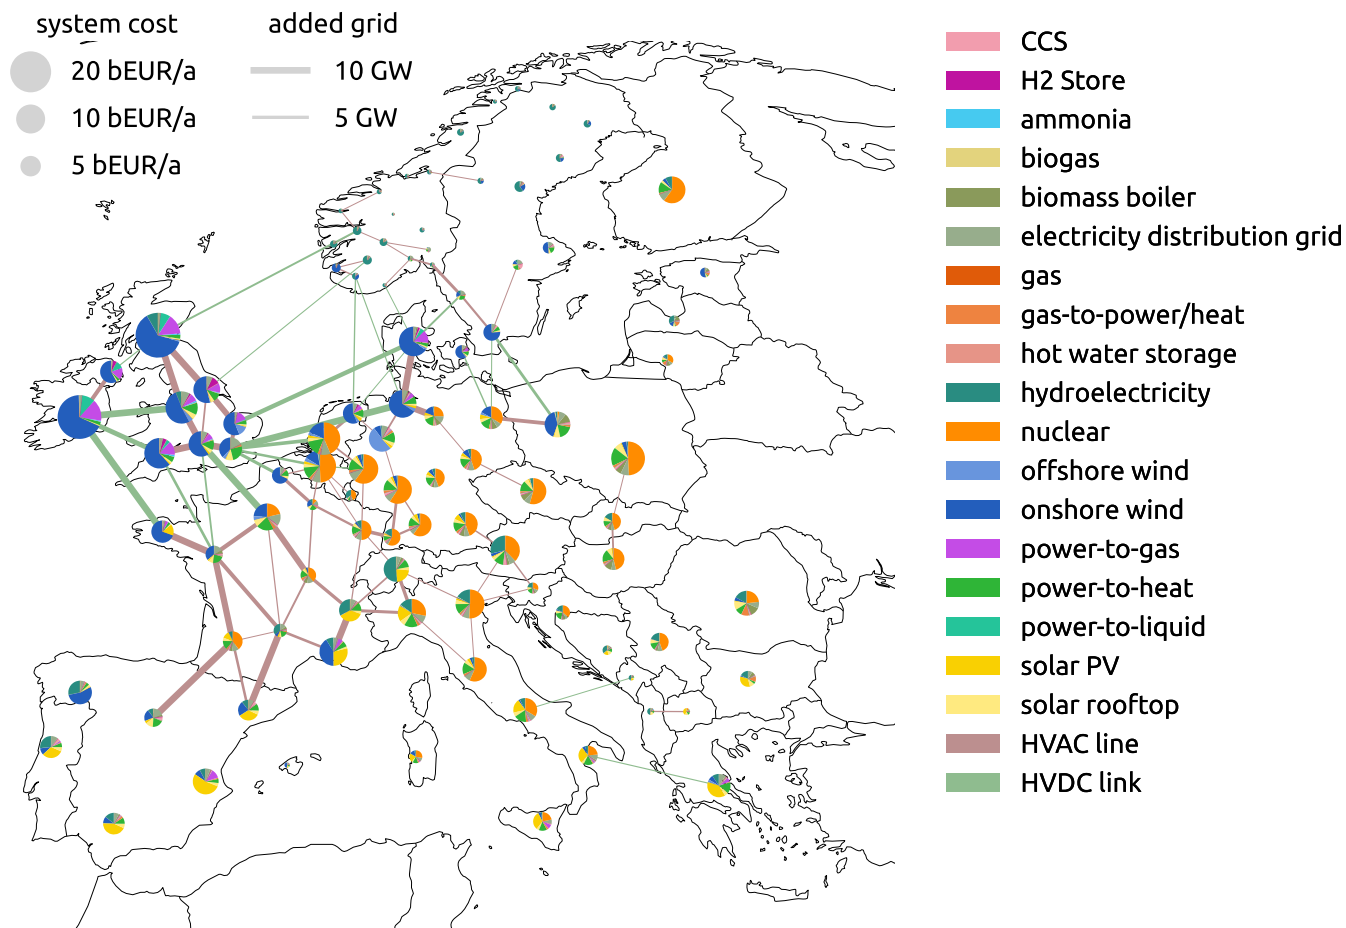 system cost
20 bEUR/a
10 bEUR/a
5 bEUR/a
added grid
10 GW
5 GW
CCS
H2 Store
ammonia
biogas
biomass boiler
electricity distribution grid
gas
gas-to-power/heat
hot water storage
hydroelectricity
nuclear
offshore wind
onshore wind
power-to-gas
power-to-heat
power-to-liquid
solar PV
solar rooftop
HVAC line
HVDC link